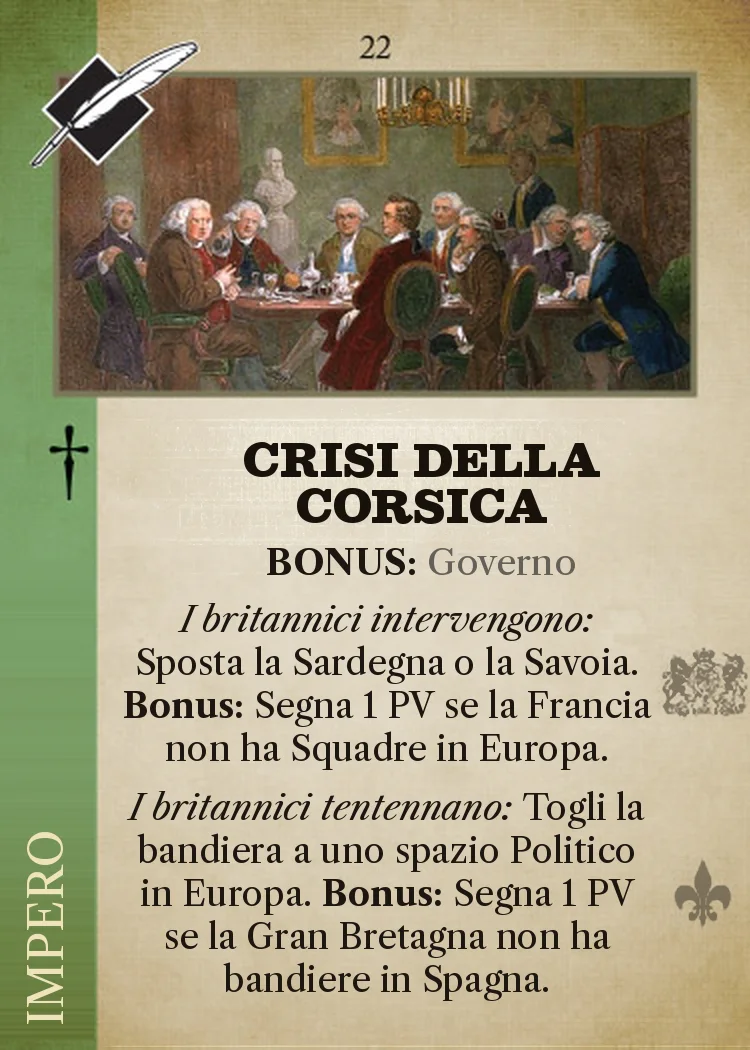 22
CRISI DELLA
CORSICA
BONUS: Governo
I britannici intervengono:
Sposta la Sardegna o la Savoia.
Bonus: Segna 1 PV se la Francia
non ha Squadre in Europa.
I britannici tentennano: Togli la
bandiera a uno spazio Politico
in Europa. Bonus: Segna 1 PV
se la Gran Bretagna non ha
bandiere in Spagna.
IMPERO